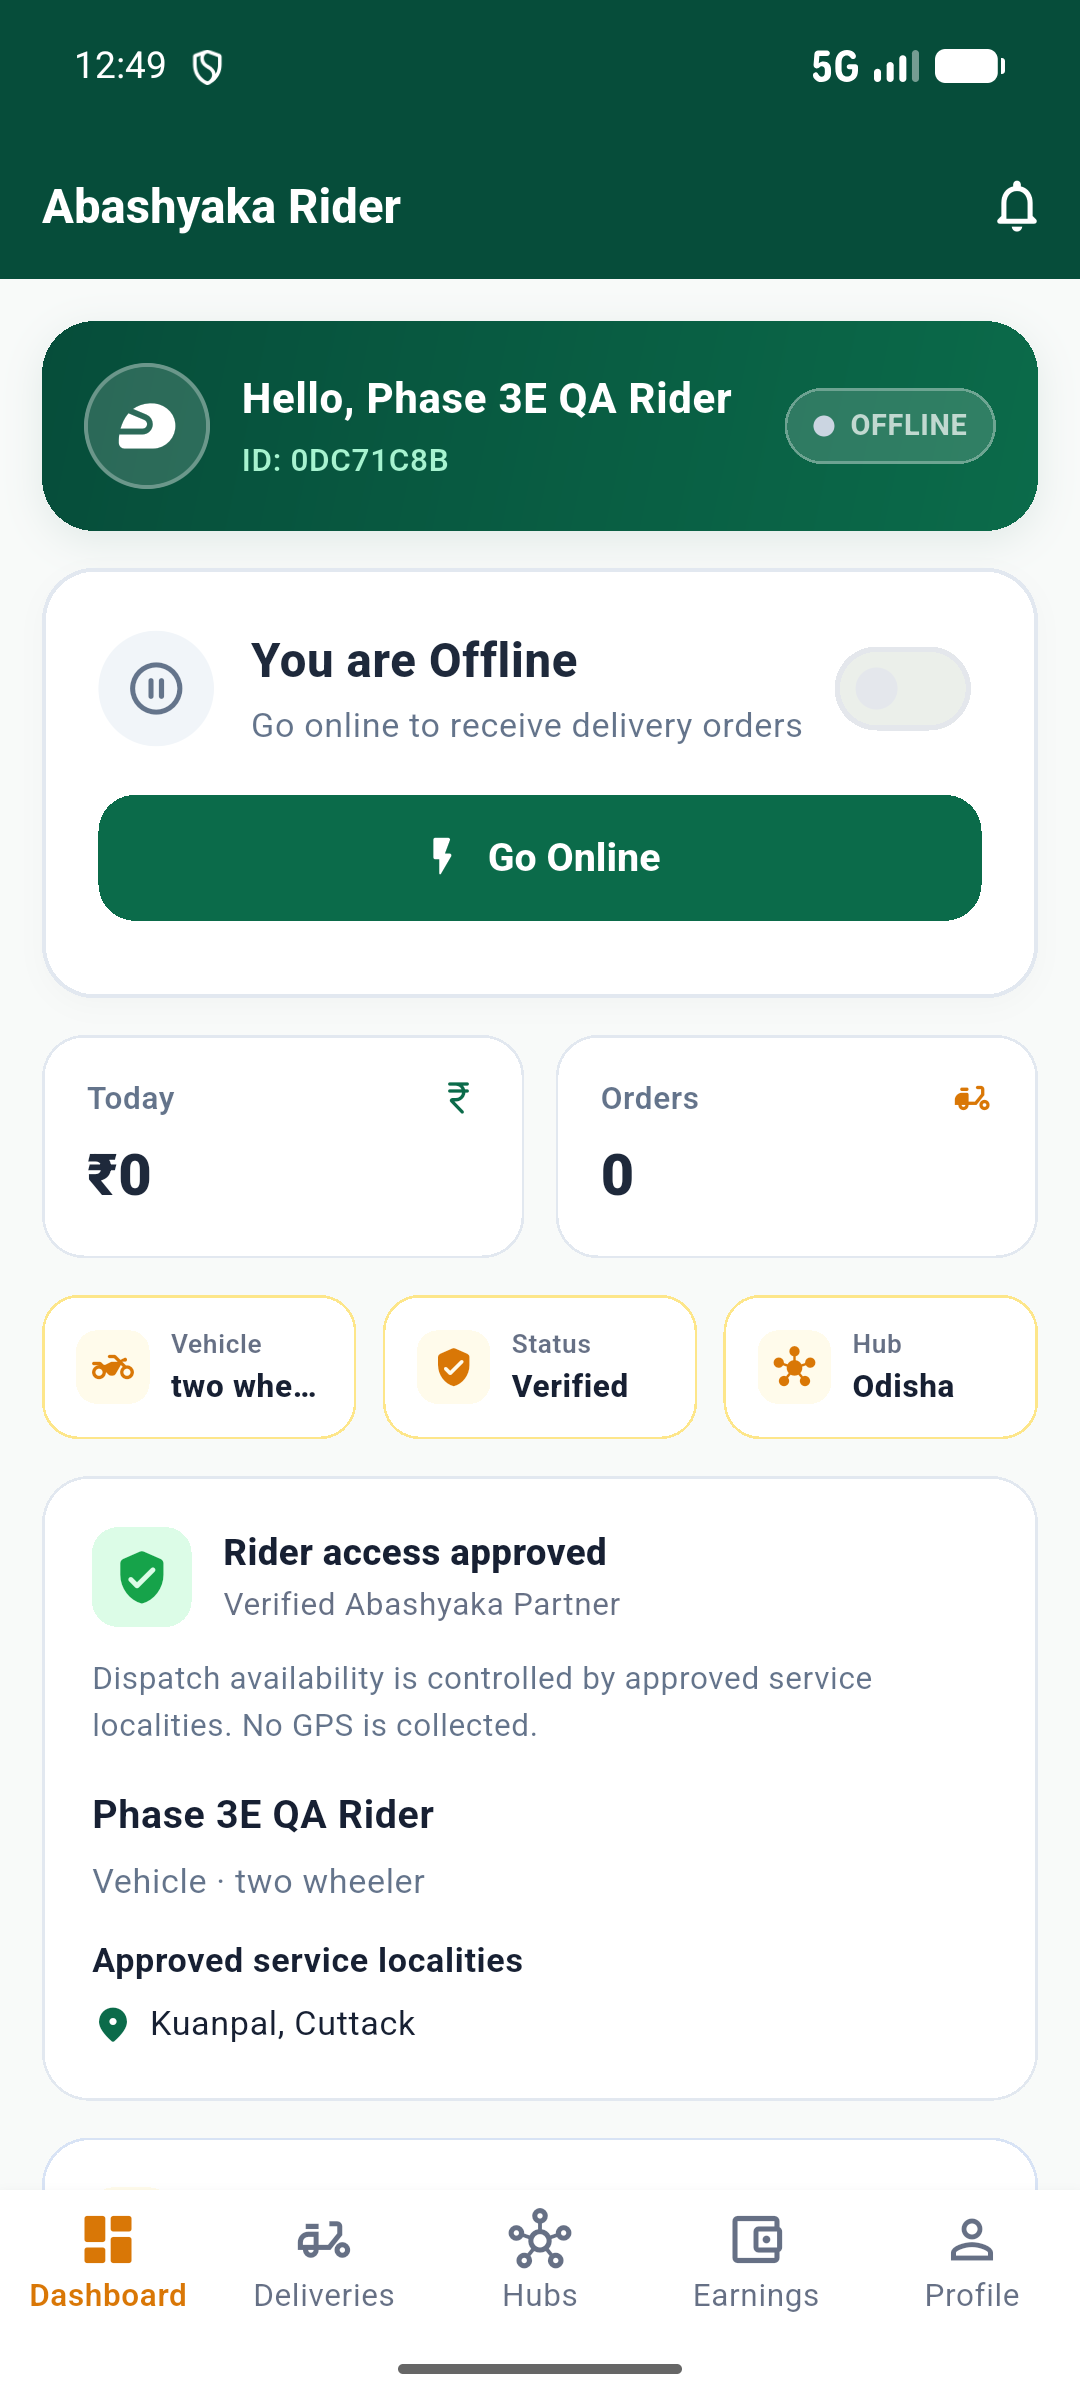 12:49
5G
Abashyaka Rider
Hello, Phase 3E QA Rider
ID: 0DC71C8B
OFFLINE
You are Offline
Go online to receive delivery orders
Go Online
Today
₹0
Orders
0
Vehicle
two whe...
Status
Verified
Hub
Odisha
Rider access approved
Verified Abashyaka Partner
Dispatch availability is controlled by approved service
localities. No GPS is collected.
Phase 3E QA Rider
Vehicle · two wheeler
Approved service localities
Kuanpal, Cuttack
Dashboard
Deliveries
Hubs
Earnings
Profile